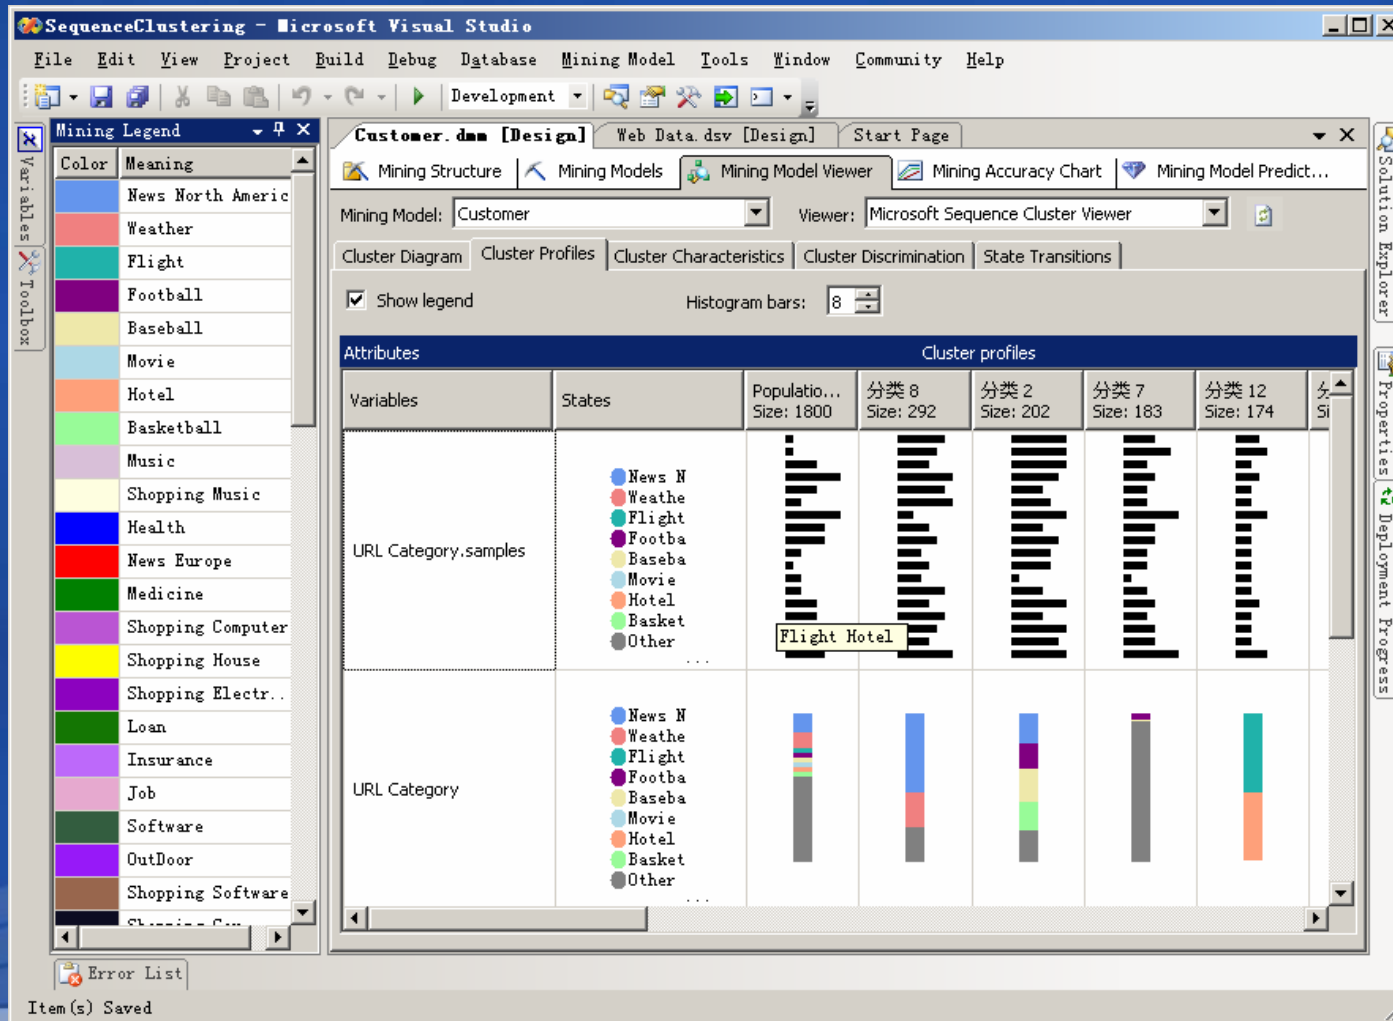 SequenceClustering - Microsoft Visual Studio
File Edit View Project Build Debug Database Mining Model Tools Window Community Help
Development
Variables
Toolbox
Mining Legend
Color Meaning
News North Americ
Weather
Flight
Football
Baseball
Movie
Hotel
Basketball
Music
Shopping Music
Health
News Europe
Medicine
Shopping Computer
Shopping House
Shopping Electr..
Loan
Insurance
Job
Software
OutDoor
Shopping Software
Customer.dmm [Design] Web Data.dsv [Design] Start Page
Mining Structure Mining Models Mining Model Viewer Mining Accuracy Chart Mining Model Predict...
Mining Model: Customer Viewer: Microsoft Sequence Cluster Viewer
Cluster Diagram Cluster Profiles Cluster Characteristics Cluster Discrimination State Transitions
Show legend Histogram bars: 8
Attributes Cluster profiles
Variables States Populatio... 分类 8 分类 2 分类 7 分类 12
Size: 1800 Size: 292 Size: 202 Size: 183 Size: 174
URL Category.samples
News N
Weathe
Flight
Footba
Baseba
Movie
Hotel
Basket
Other
...
Flight Hotel
URL Category
News N
Weathe
Flight
Footba
Baseba
Movie
Hotel
Basket
Other
...
Solution Explorer
Properties
Deployment Progress
Error List
Item(s) Saved